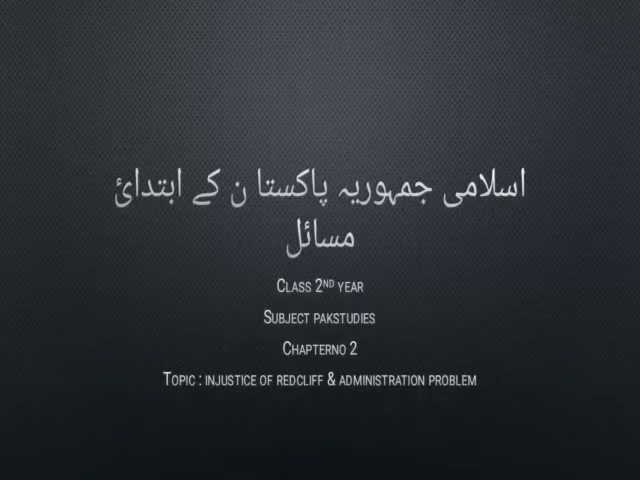 اسلامی جمہوریہ پاکستا ن کے ابتدائ
مسائل
Class 2nd year
Subject pakstudies
Chapterno 2
Topic : injustice of redcliff & administration problem